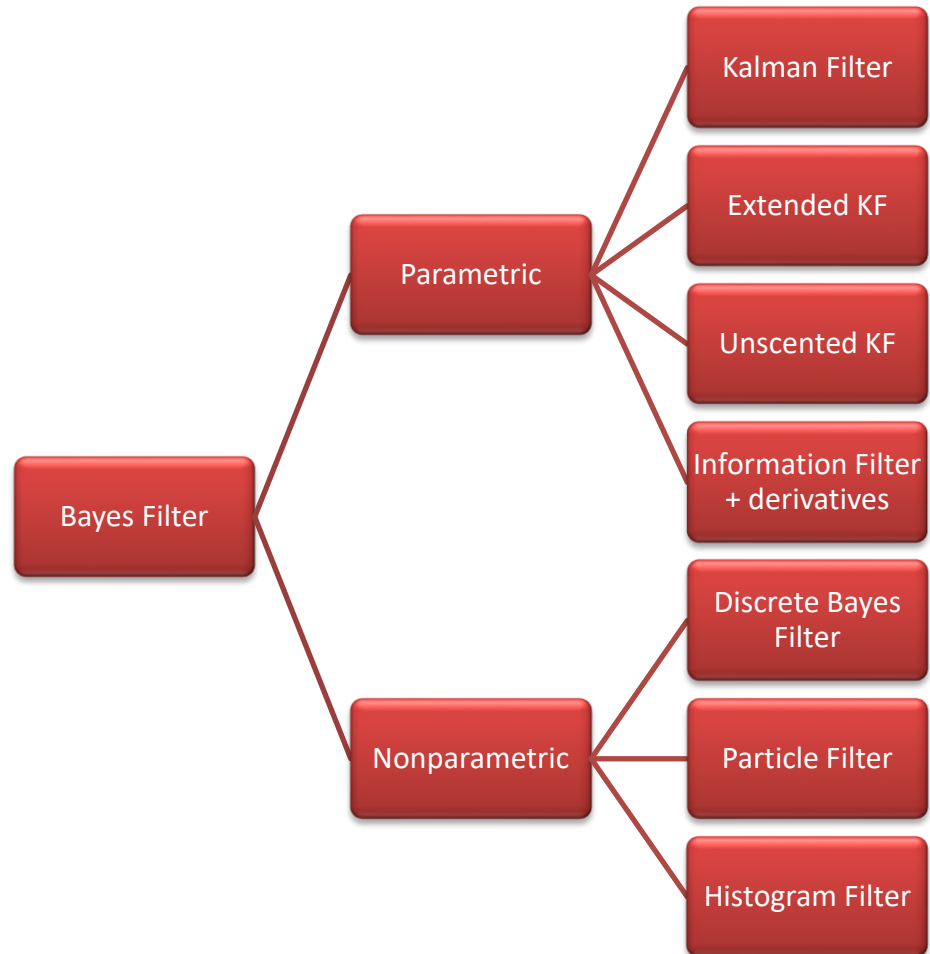 Kalman Filter
Extended KF
Parametric
Unscented KF
Information Filter
+ derivatives
Bayes Filter
Discrete Bayes
Filter
Nonparametric
Particle Filter
Histogram Filter